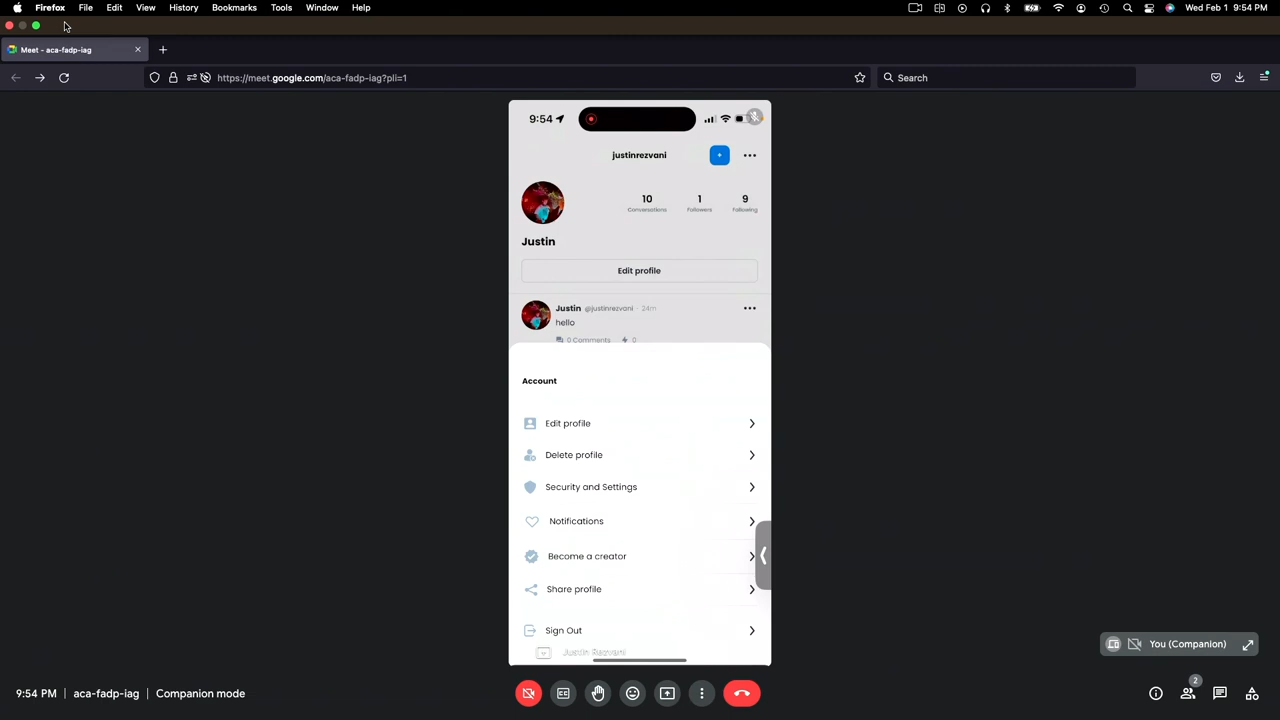 Firefox File Edit View History Bookmarks Tools Window Help Wed Feb 1 9:54 PM
Meet - aca-fadp-iag
https://meet.google.com/aca-fadp-iag?pli=1 Search
9:54
justinrezvani
10 1 9
Conversations Followers Following
Justin
Edit profile
Justin @justinrezvani · 24m
hello
0 Comments 0
Account
Edit profile
Delete profile
Security and Settings
Notifications
Become a creator
Share profile
Sign Out
Justin Rezvani
You (Companion)
9:54 PM | aca-fadp-iag | Companion mode
2